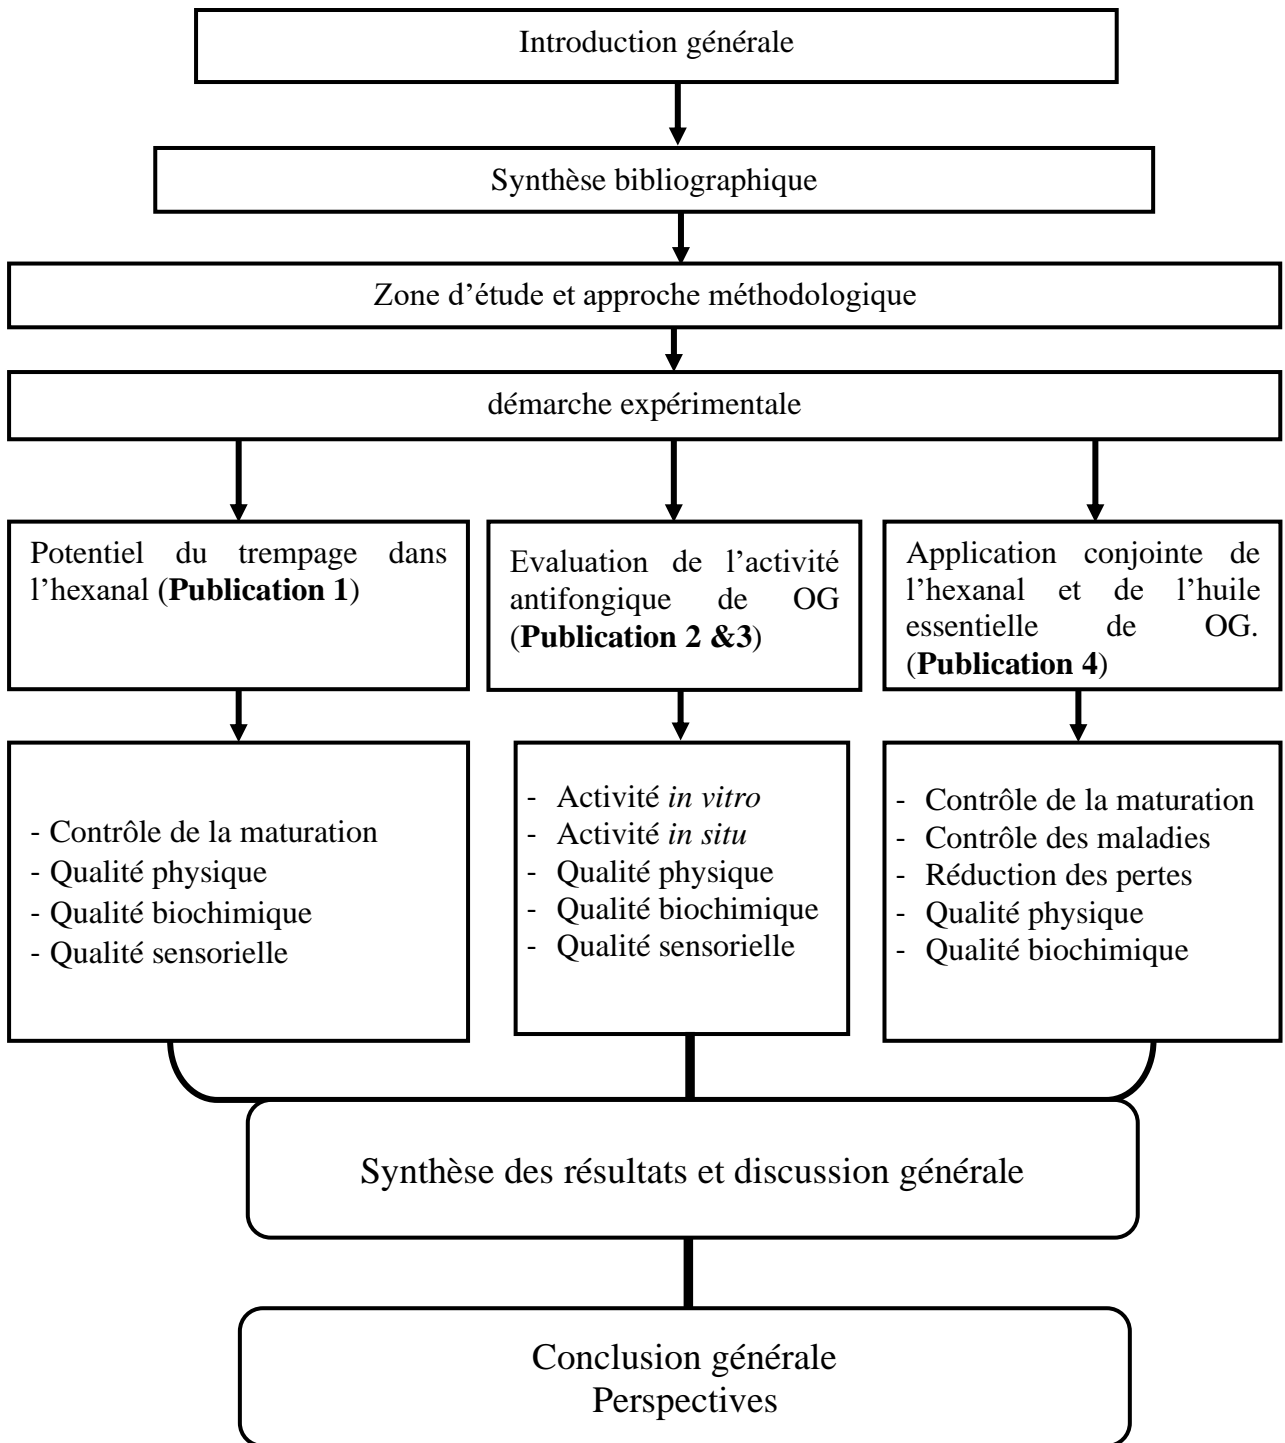 Introduction générale
Synthèse bibliographique
Zone d’étude et approche méthodologique
démarche expérimentale
Potentiel du trempage dans
l’hexanal (Publication 1)
Evaluation de l’activité
antifongique de OG
(Publication 2 &3)
Application conjointe de
l’hexanal et de l’huile
essentielle de OG.
(Publication 4)
- Contrôle de la maturation
- Qualité physique
- Qualité biochimique
- Qualité sensorielle
- Activité in vitro
- Activité in situ
- Qualité physique
- Qualité biochimique
- Qualité sensorielle
- Contrôle de la maturation
- Contrôle des maladies
- Réduction des pertes
- Qualité physique
- Qualité biochimique
Synthèse des résultats et discussion générale
Conclusion générale
Perspectives